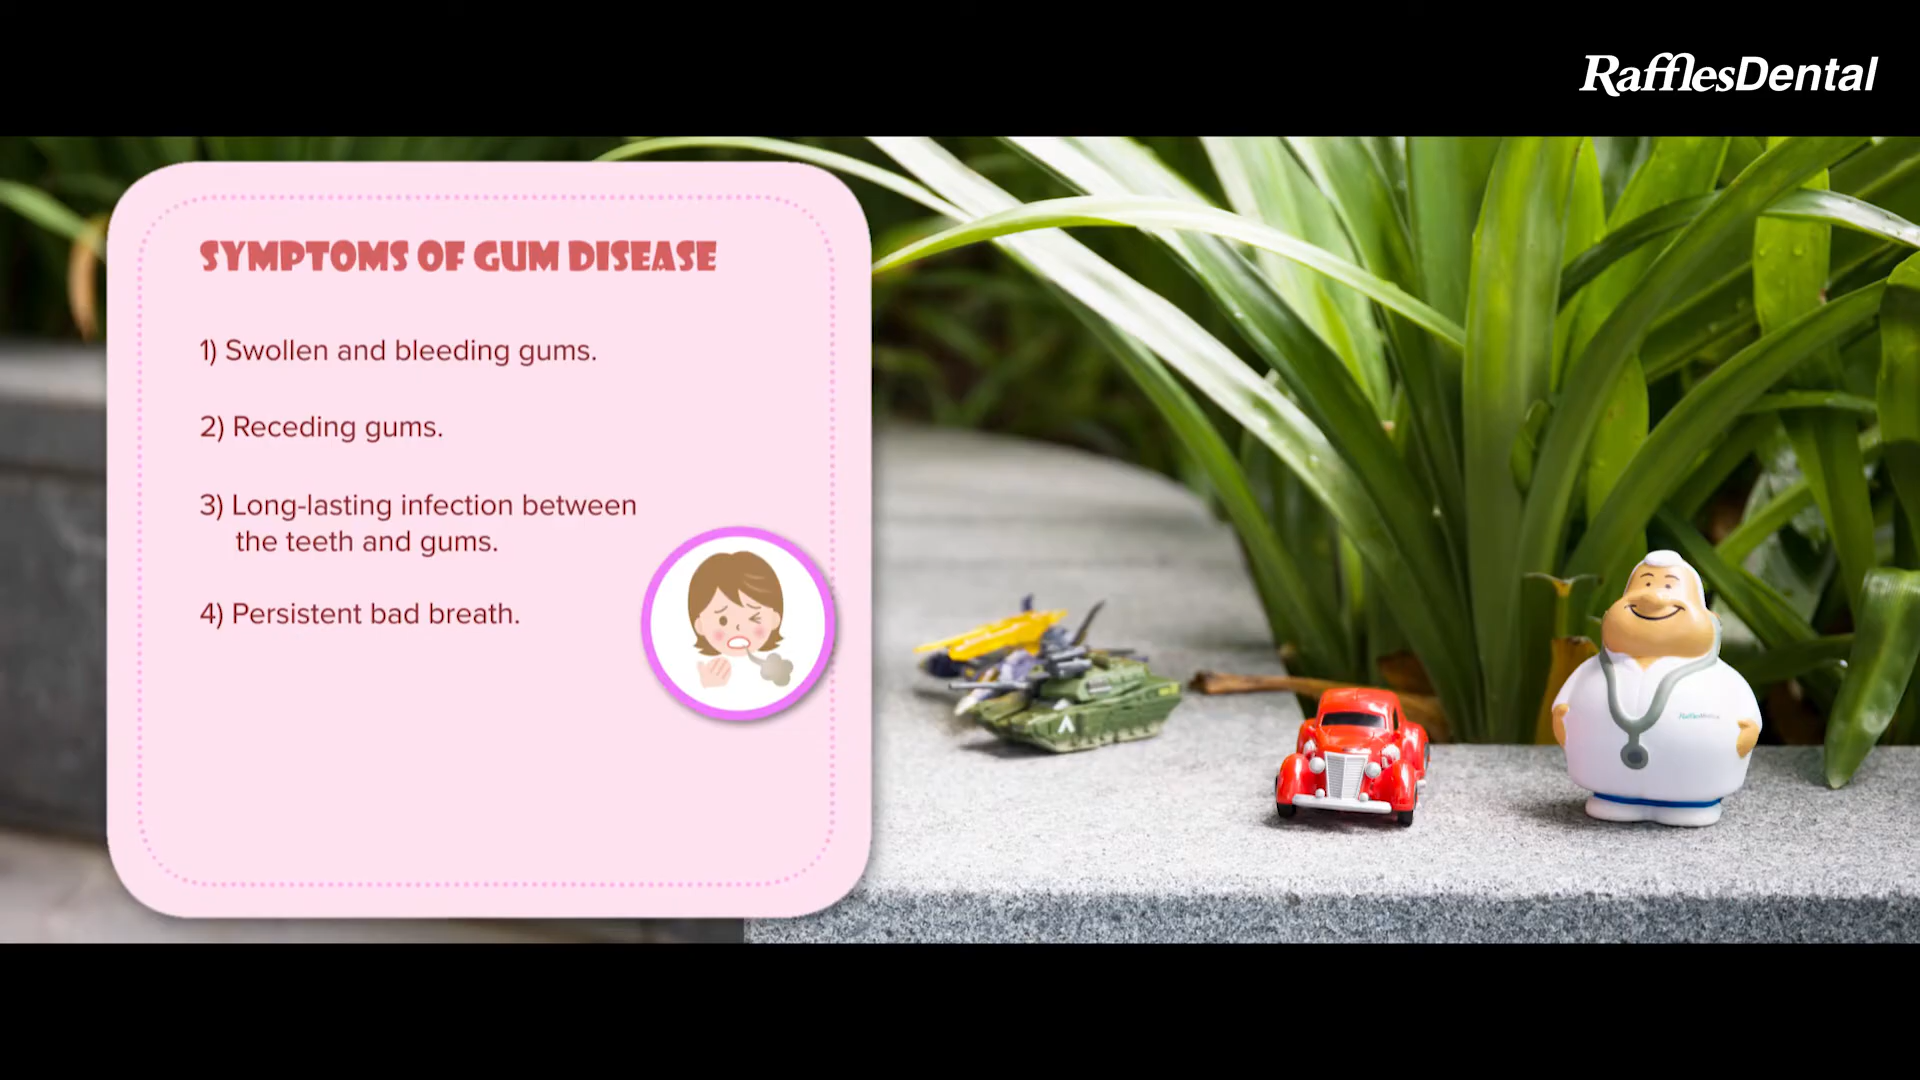 RafflesDental
SYMPTOMS OF GUM DISEASE
1) Swollen and bleeding gums.
2) Receding gums.
3) Long-lasting infection between
the teeth and gums.
4) Persistent bad breath.